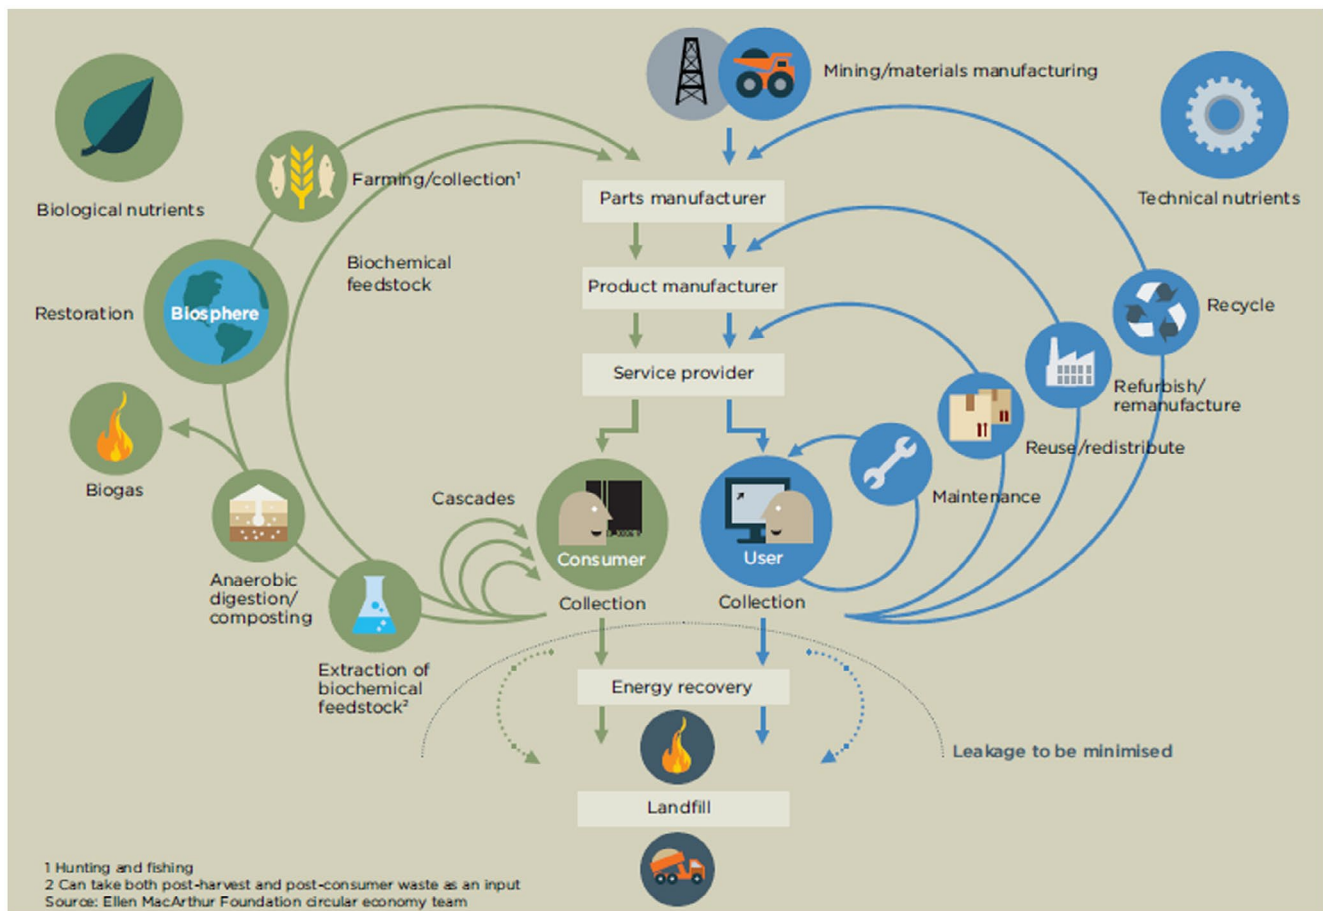 Mining/materials manufacturing
Biological nutrients
Technical nutrients
Farming/collection¹
Parts manufacturer
Biochemical
feedstock
Product manufacturer
Restoration
Biosphere
Recycle
Service provider
Refurbish/
remanufacture
Reuse/redistribute
Biogas
Cascades
Maintenance
Consumer
User
Anaerobic
digestion/
composting
Collection
Collection
Extraction of
biochemical
feedstock²
Energy recovery
Leakage to be minimised
Landfill
1 Hunting and fishing
2 Can take both post-harvest and post-consumer waste as an input
Source: Ellen MacArthur Foundation circular economy team